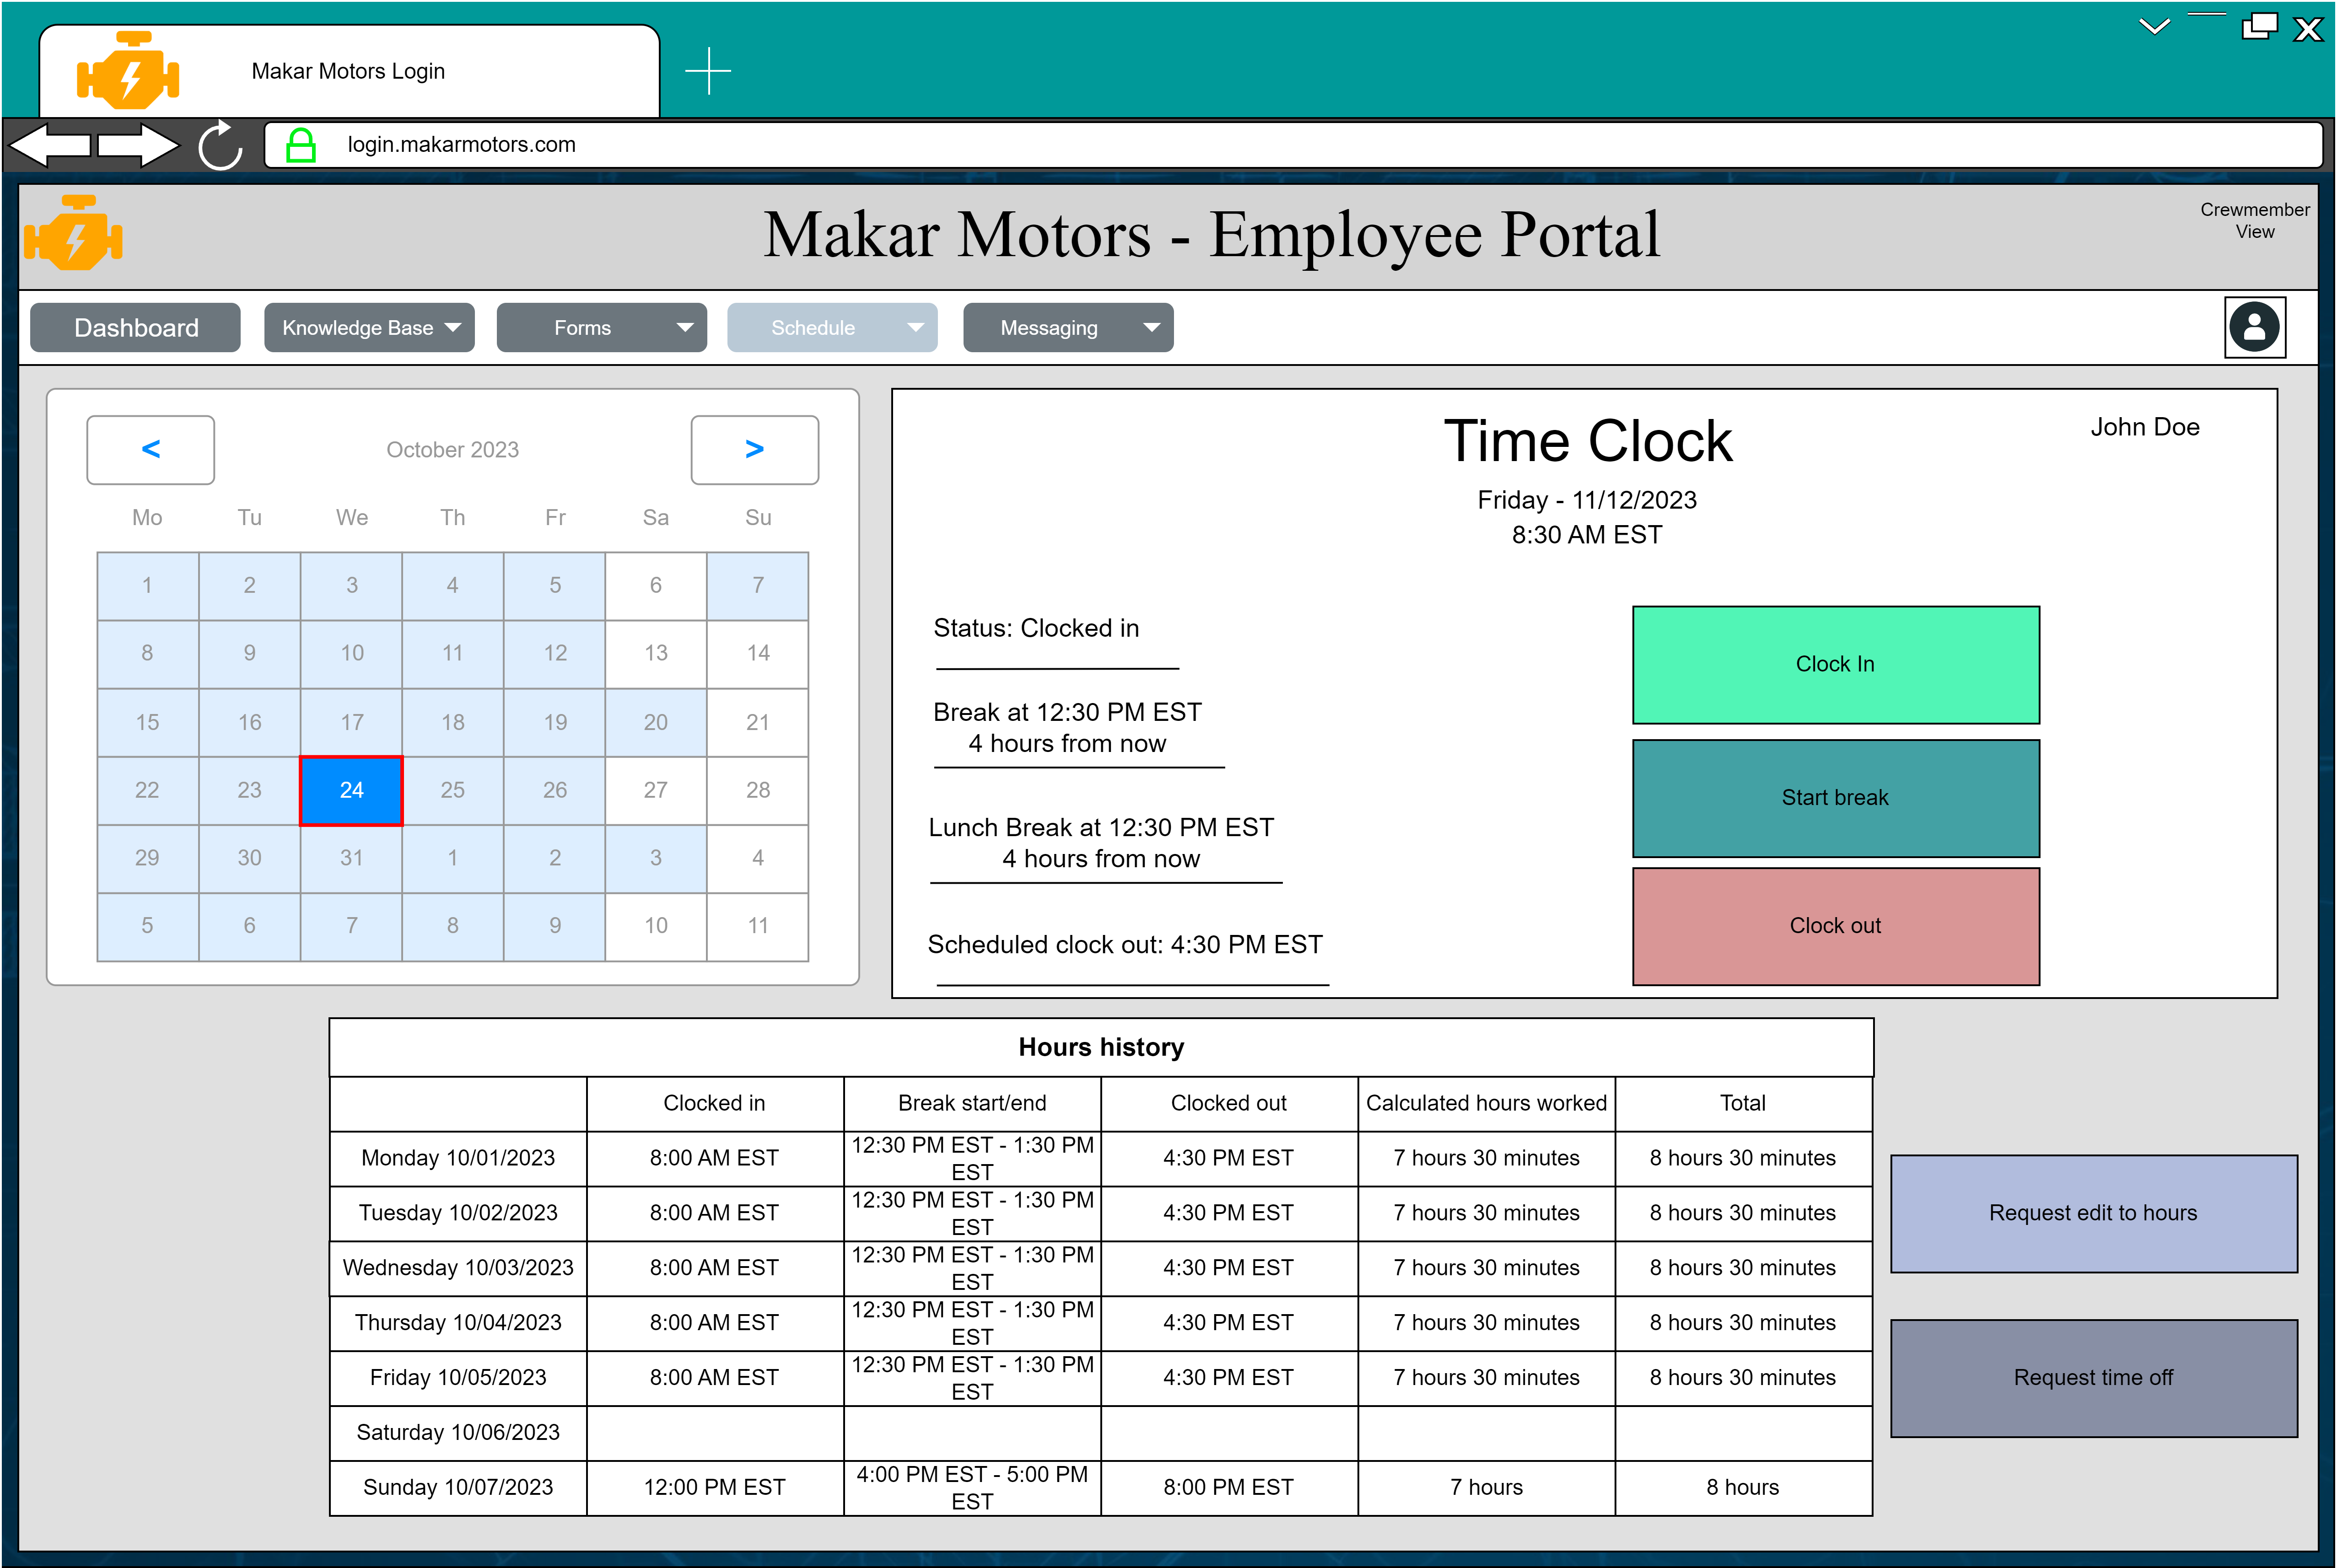 Makar Motors Login
login.makarmotors.com
Makar Motors - Employee Portal
Crewmember
View
Dashboard
Knowledge Base
Forms
Schedule
Messaging
<
October 2023
>
Mo Tu We Th Fr Sa Su
1 2 3 4 5 6 7
8 9 10 11 12 13 14
15 16 17 18 19 20 21
22 23 24 25 26 27 28
29 30 31 1 2 3 4
5 6 7 8 9 10 11
Time Clock
John Doe
Friday - 11/12/2023
8:30 AM EST
Status: Clocked in
Break at 12:30 PM EST
4 hours from now
Lunch Break at 12:30 PM EST
4 hours from now
Scheduled clock out: 4:30 PM EST
Clock In
Start break
Clock out
Hours history
Clocked in Break start/end Clocked out Calculated hours worked Total
Monday 10/01/2023 8:00 AM EST 12:30 PM EST - 1:30 PM EST 4:30 PM EST 7 hours 30 minutes 8 hours 30 minutes
Tuesday 10/02/2023 8:00 AM EST 12:30 PM EST - 1:30 PM EST 4:30 PM EST 7 hours 30 minutes 8 hours 30 minutes
Wednesday 10/03/2023 8:00 AM EST 12:30 PM EST - 1:30 PM EST 4:30 PM EST 7 hours 30 minutes 8 hours 30 minutes
Thursday 10/04/2023 8:00 AM EST 12:30 PM EST - 1:30 PM EST 4:30 PM EST 7 hours 30 minutes 8 hours 30 minutes
Friday 10/05/2023 8:00 AM EST 12:30 PM EST - 1:30 PM EST 4:30 PM EST 7 hours 30 minutes 8 hours 30 minutes
Saturday 10/06/2023
Sunday 10/07/2023 12:00 PM EST 4:00 PM EST - 5:00 PM EST 8:00 PM EST 7 hours 8 hours
Request edit to hours
Request time off